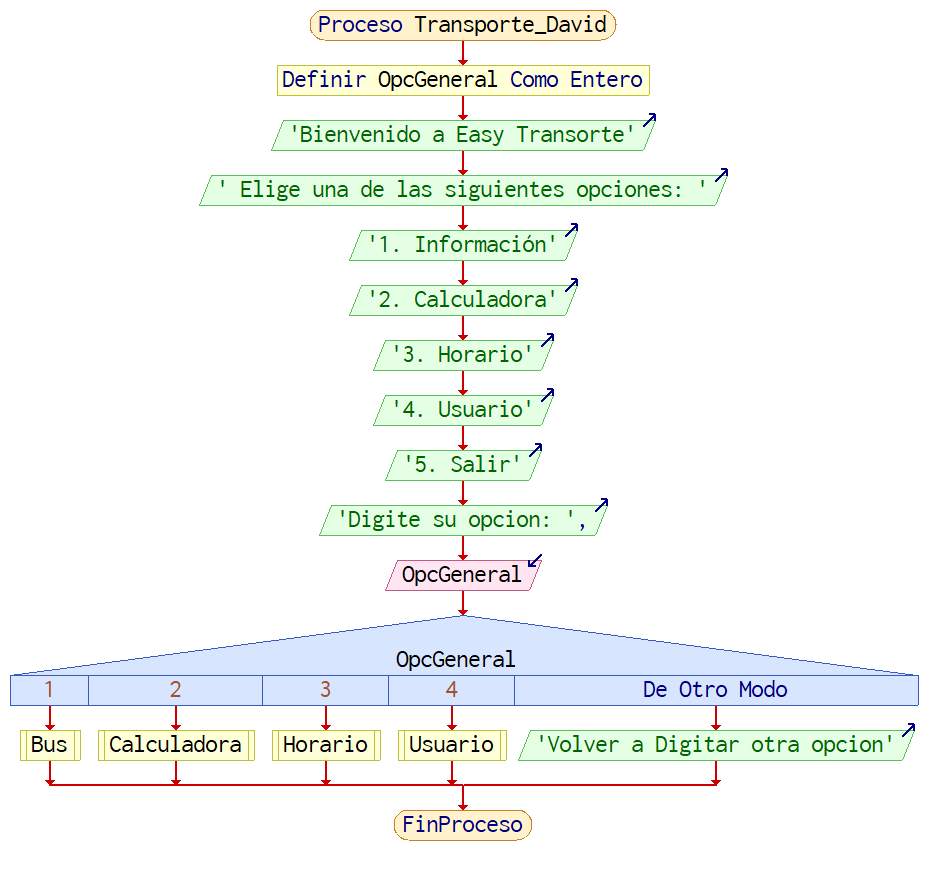 Proceso Transporte_David
Definir OpcGeneral Como Entero
'Bienvenido a Easy Transorte'
' Elige una de las siguientes opciones: '
'1. Información'
'2. Calculadora'
'3. Horario'
'4. Usuario'
'5. Salir'
'Digite su opcion: ',
OpcGeneral
OpcGeneral
1 2 3 4 De Otro Modo
Bus Calculadora Horario Usuario 'Volver a Digitar otra opcion'
FinProceso